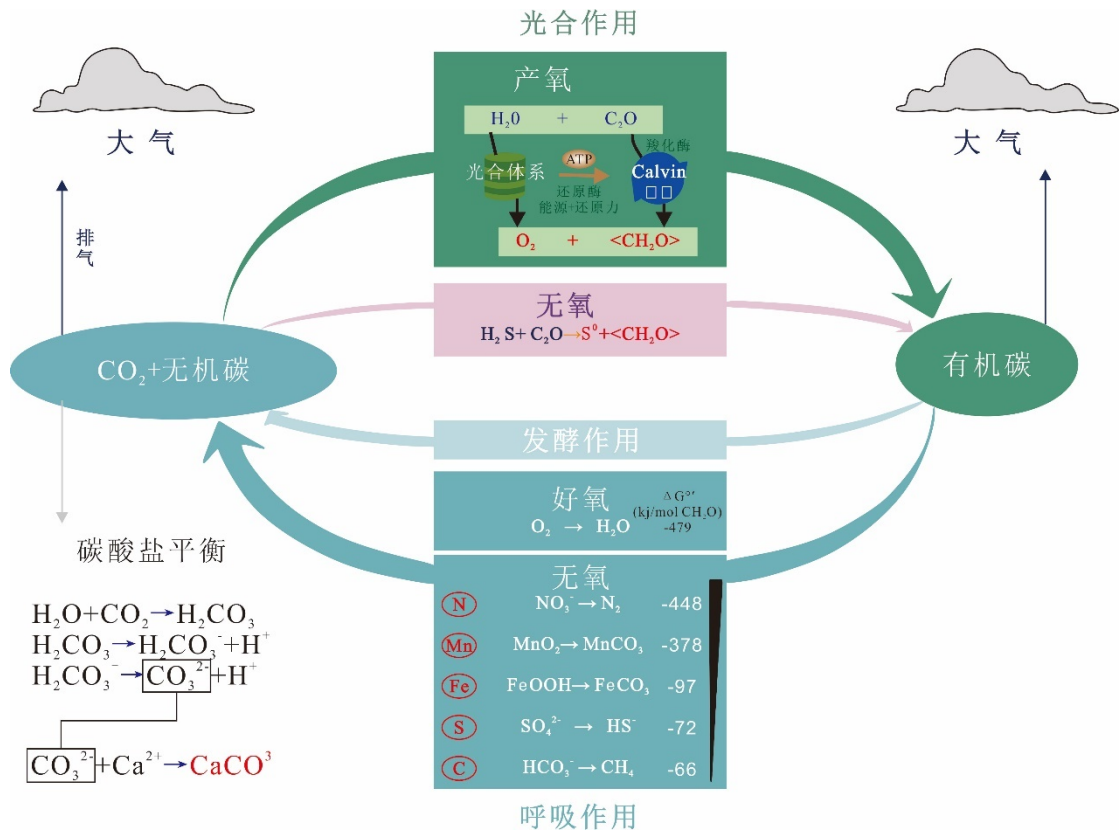 光合作用
产氧
H₂0 + C₂O
羧化酶
光合体系
ATP
Calvin
□□
还原酶
能源+还原力
O₂ + <CH₂O>
大气
大气
排气
无氧
H₂ S+ C₂O→S⁰+<CH₂O>
CO₂+无机碳
有机碳
发酵作用
好氧
O₂ → H₂O
Δ G°′
(kj/mol CH₂O)
-479
无氧
N NO₃⁻→N₂ -448
Mn MnO₂→MnCO₃ -378
Fe FeOOH→FeCO₃ -97
S SO₄²⁻ → HS⁻ -72
C HCO₃⁻→CH₄ -66
呼吸作用
碳酸盐平衡
H₂O+CO₂→H₂CO₃
H₂CO₃→H₂CO₃⁻+H⁺
H₂CO₃⁻→CO₃²⁻+H⁺
CO₃²⁻+Ca²⁺→CaCO³